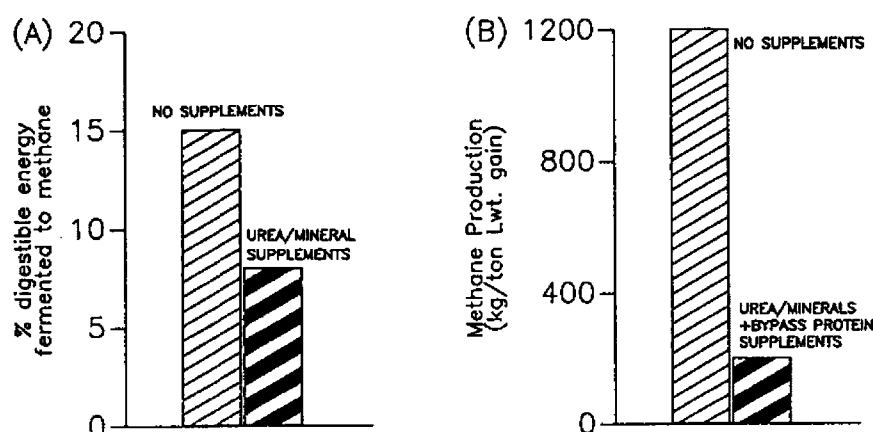 (A)
20
15
10
5
0
% digestible energy
fermented to methane
NO SUPPLEMENTS
UREA/MINERAL
SUPPLEMENTS
(B)
1200
800
400
0
Methane Production
(kg/ton Lwt. gain)
NO SUPPLEMENTS
UREA/MINERALS
+BYPASS PROTEIN
SUPPLEMENTS